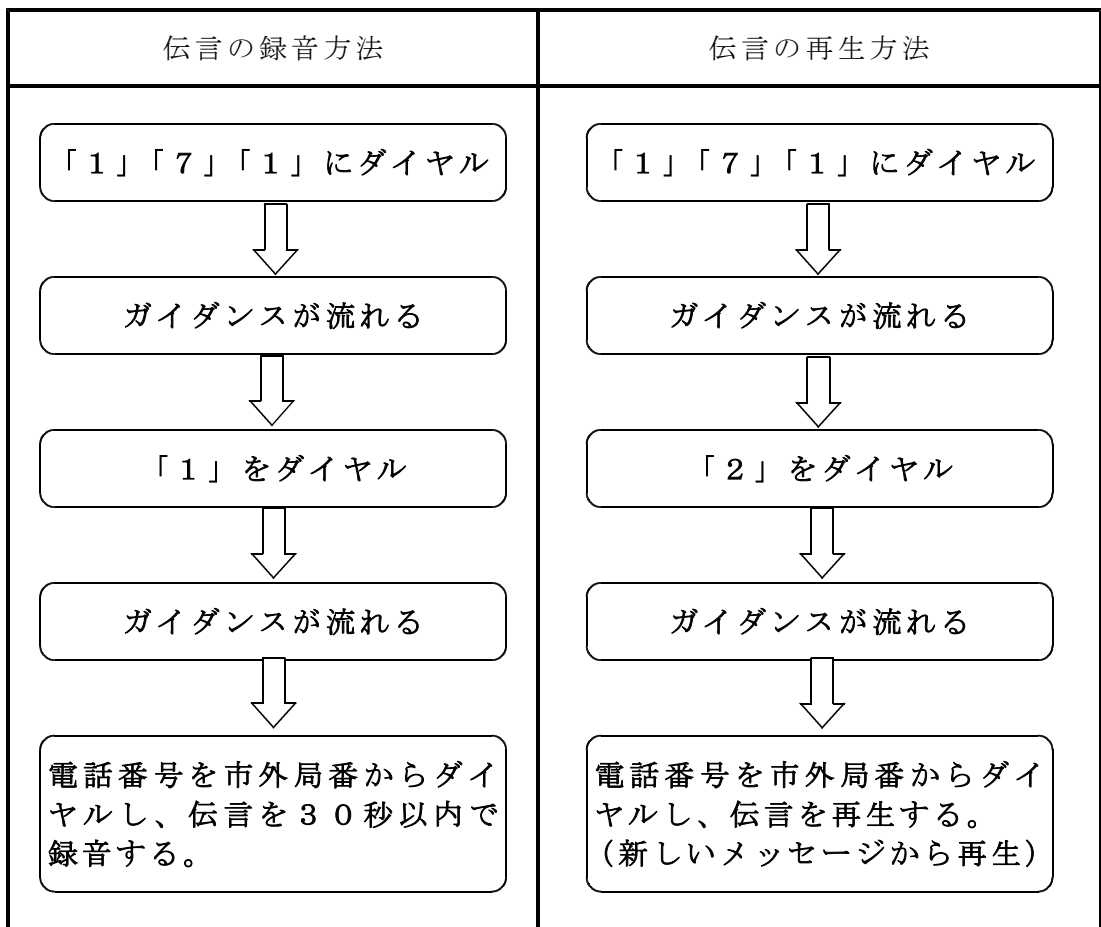 伝言の録音方法
「１」「７」「１」にダイヤル
ガイダンスが流れる
「１」をダイヤル
ガイダンスが流れる
電話番号を市外局番からダイ
ヤルし、伝言を３０秒以内で
録音する。
伝言の再生方法
「１」「７」「１」にダイヤル
ガイダンスが流れる
「２」をダイヤル
ガイダンスが流れる
電話番号を市外局番からダイ
ヤルし、伝言を再生する。
（新しいメッセージから再生）